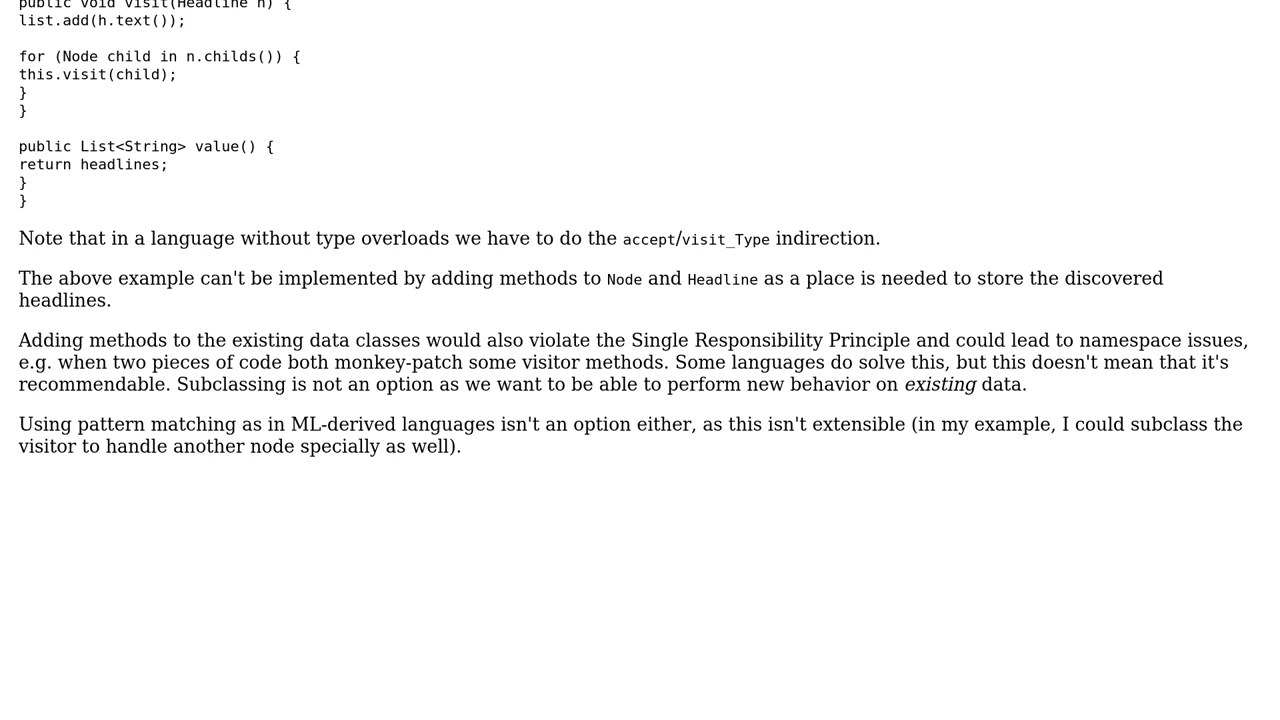 public void visit(Headline n) {
list.add(h.text());
for (Node child in n.childs()) {
this.visit(child);
}
}
public List<String> value() {
return headlines;
}
}
Note that in a language without type overloads we have to do the accept/visit_Type indirection.
The above example can't be implemented by adding methods to Node and Headline as a place is needed to store the discovered
headlines.
Adding methods to the existing data classes would also violate the Single Responsibility Principle and could lead to namespace issues,
e.g. when two pieces of code both monkey-patch some visitor methods. Some languages do solve this, but this doesn't mean that it's
recommendable. Subclassing is not an option as we want to be able to perform new behavior on existing data.
Using pattern matching as in ML-derived languages isn't an option either, as this isn't extensible (in my example, I could subclass the
visitor to handle another node specially as well).